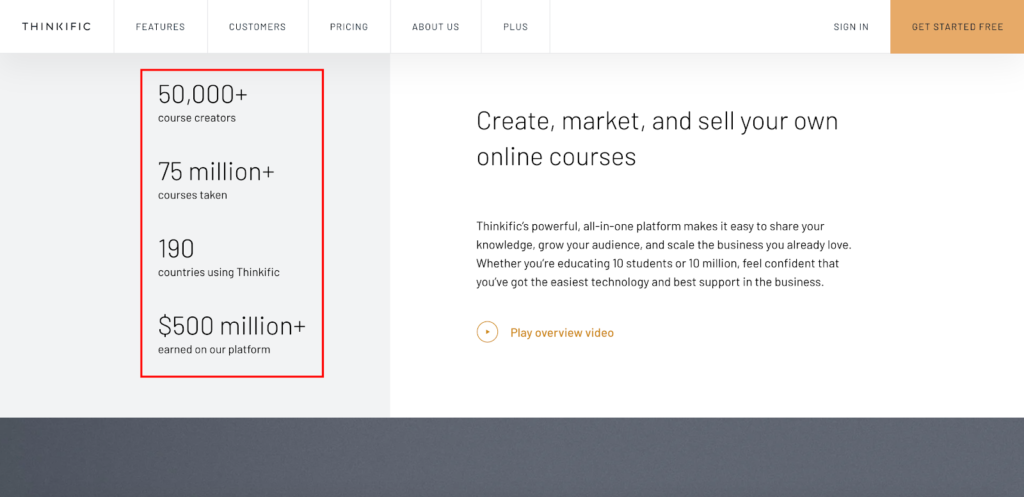 THINKIFIC
FEATURES
CUSTOMERS
PRICING
ABOUT US
PLUS
SIGN IN
GET STARTED FREE
50,000+
course creators
75 million+
courses taken
190
countries using Thinkific
$500 million+
earned on our platform
Create, market, and sell your own
online courses
Thinkific's powerful, all-in-one platform makes it easy to share your
knowledge, grow your audience, and scale the business you already love.
Whether you're educating 10 students or 10 million, feel confident that
you've got the easiest technology and best support in the business.
Play overview video